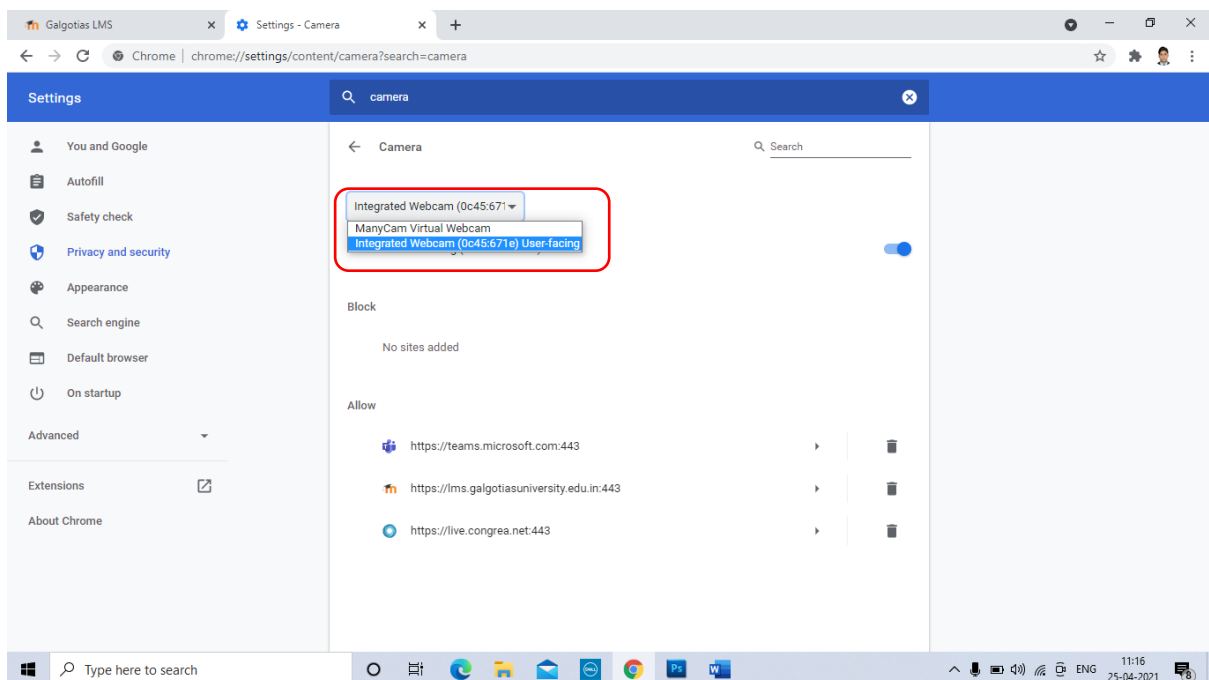 Galgotias LMS
Settings - Camera
Chrome | chrome://settings/content/camera?search=camera
Settings
camera
You and Google
Autofill
Safety check
Privacy and security
Appearance
Search engine
Default browser
On startup
Advanced
Extensions
About Chrome
Camera
Search
Integrated Webcam (0c45:671
ManyCam Virtual Webcam
Integrated Webcam (0c45:671e) User-facing
Block
No sites added
Allow
https://teams.microsoft.com:443
https://lms.galgotiasuniversity.edu.in:443
https://live.congrea.net:443
Type here to search
DELL
Ps
W
ENG
11:16
25-04-2021
8